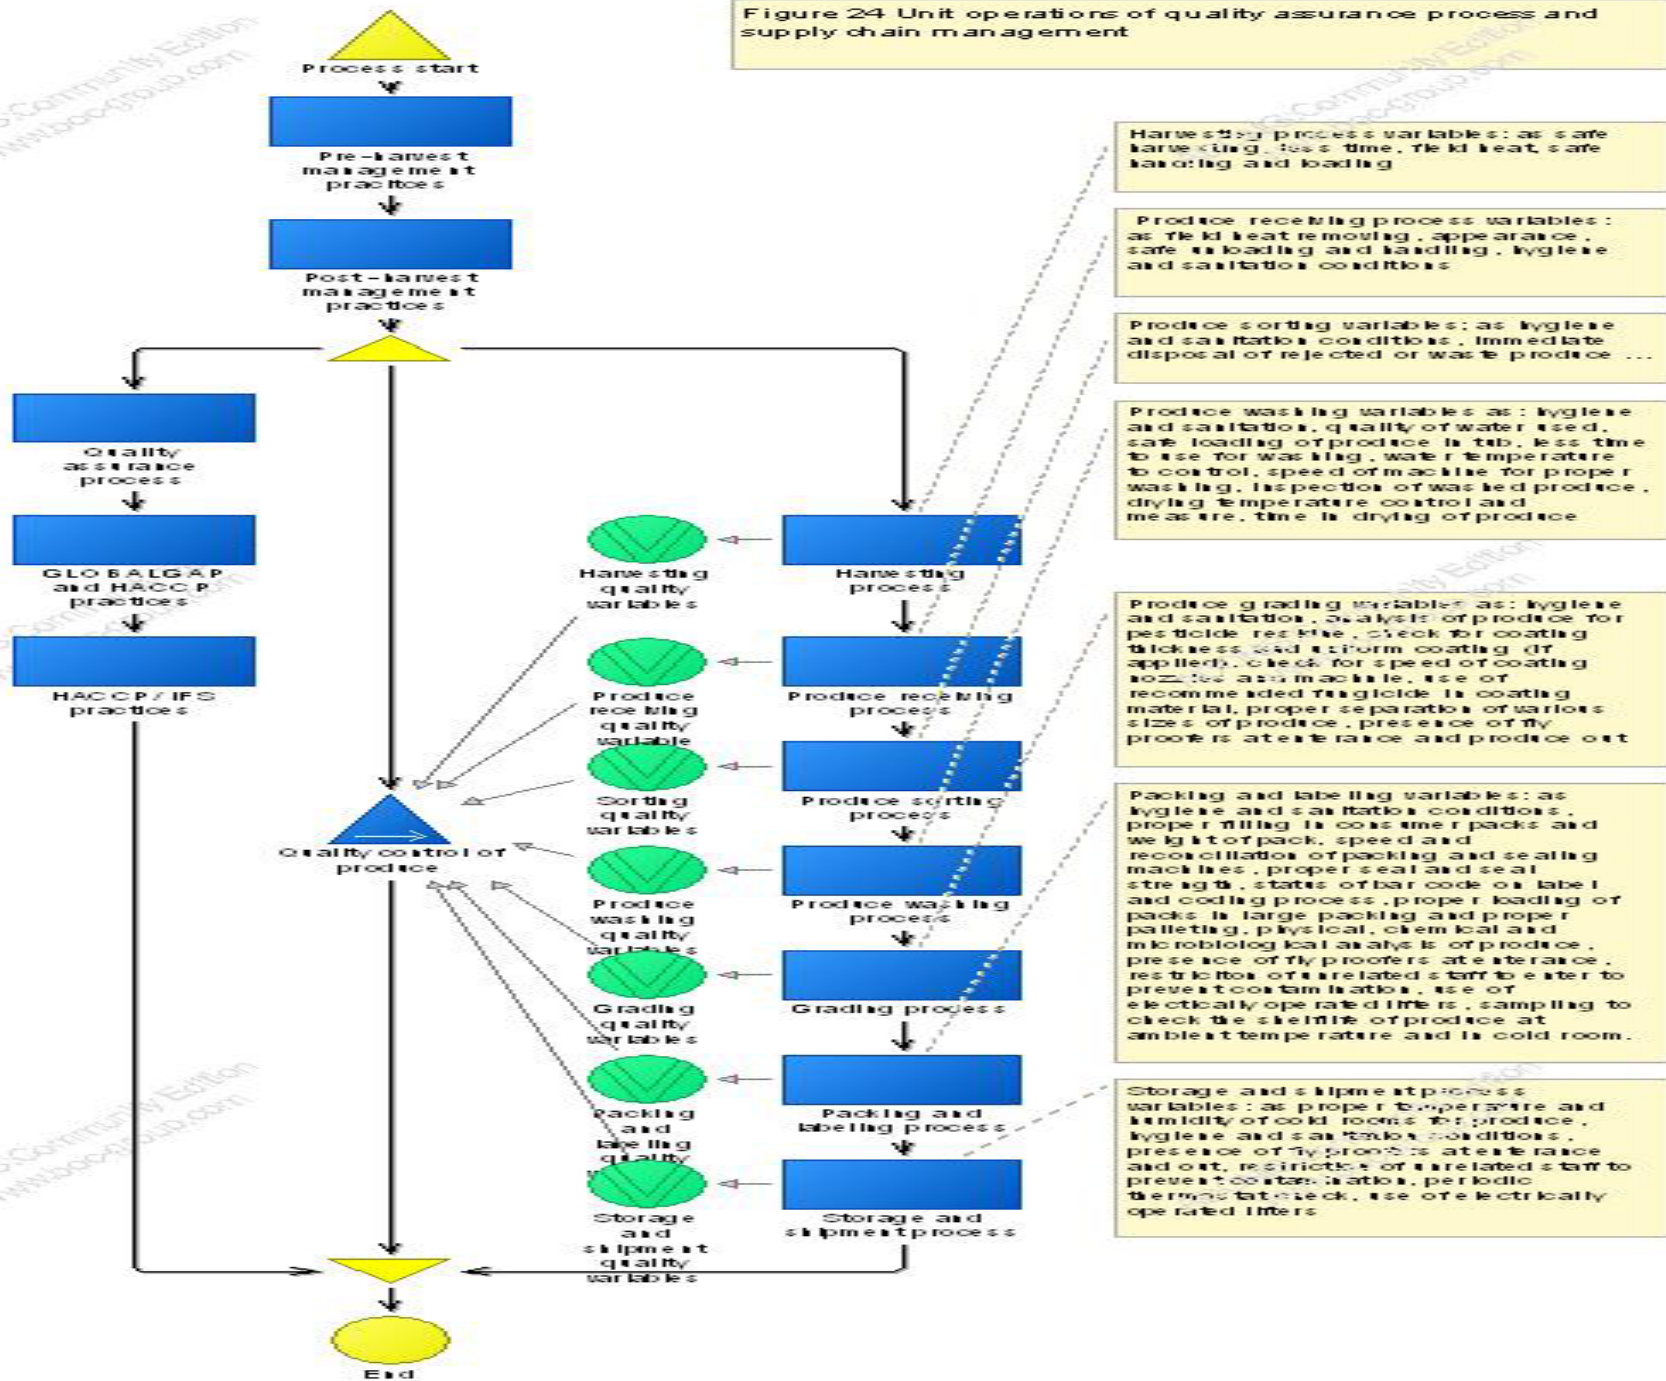 Figure 24 Unit operations of quality assurance process and
supply chain management
Process start
Pre-harvest
management
pracitces
Post-harvest
management
practices
Quality
assurance
process
GLOBALGAP
and HACCP
practices
HACCP/IFS
practices
Quality control of
produce
Harvesting
quality
variables
Produce
receiving
quality
variable
Sorting
quality
variables
Produce
washing
quality
variables
Grading
quality
variables
Packing
and
labeling
quality
Storage
and
shipment
quality
variables
Harvesting
process
Produce receiving
process
Produce sorting
process
Produce washing
process
Grading process
Packing and
labeling process
Storage and
shipment process
End
Harvesting process variables: as safe
harvesting, less time, field heat, safe
handling and loading
Produce receiving process variables:
as field heat removing, appearance,
safe unloading and handling, hygiene
and sanitation conditions
Produce sorting variables; as hygiene
and sanitation conditions, immediate
disposal of rejected or waste produce ...
Produce washing variables as: hygiene
and sanitation, quality of water used,
safe loading of produce in tub, less time
to use for washing, water temperature
to control, speed of machine for proper
washing, inspection of washed produce,
drying temperature control and
measure, time in drying of produce
Produce grading variables as: hygiene
and sanitation, analysis of produce for
pesticide residue, check for coating
thickness and uniform coating (if
applied), check for speed of coating
nozzles and machnie, use of
recommended fungicide in coating
material, proper separation of various
sizes of produce, presence of fly
proofers at enterance and produce out
Packing and labeling variables: as
hygiene and sanitation conditions,
proper filling in consumer packs and
weight of pack, speed and
reconcillation of packing and sealing
machines, proper seal and seal
strength, status of bar code on label
and coding process, proper loading of
packs in large packing and proper
palleting, physical, chemical and
microbiological analysis of produce,
presence of fly proofers at enterance,
restriciton of unrelated staff to enter to
prevent contamination, use of
electically operated lifters, sampling to
check the shelflife of produce at
ambient temperature and in cold room.
Storage and shipment process
variables: as proper temperature and
humidity of cold rooms for produce,
hygiene and sanitation conditions,
presence of fly proofers at enterance
and out, restriction of unrelated staff to
prevent contamination, periodic
thermostat check, use of electrically
operated lifters
Community Edition
www.boc-group.com